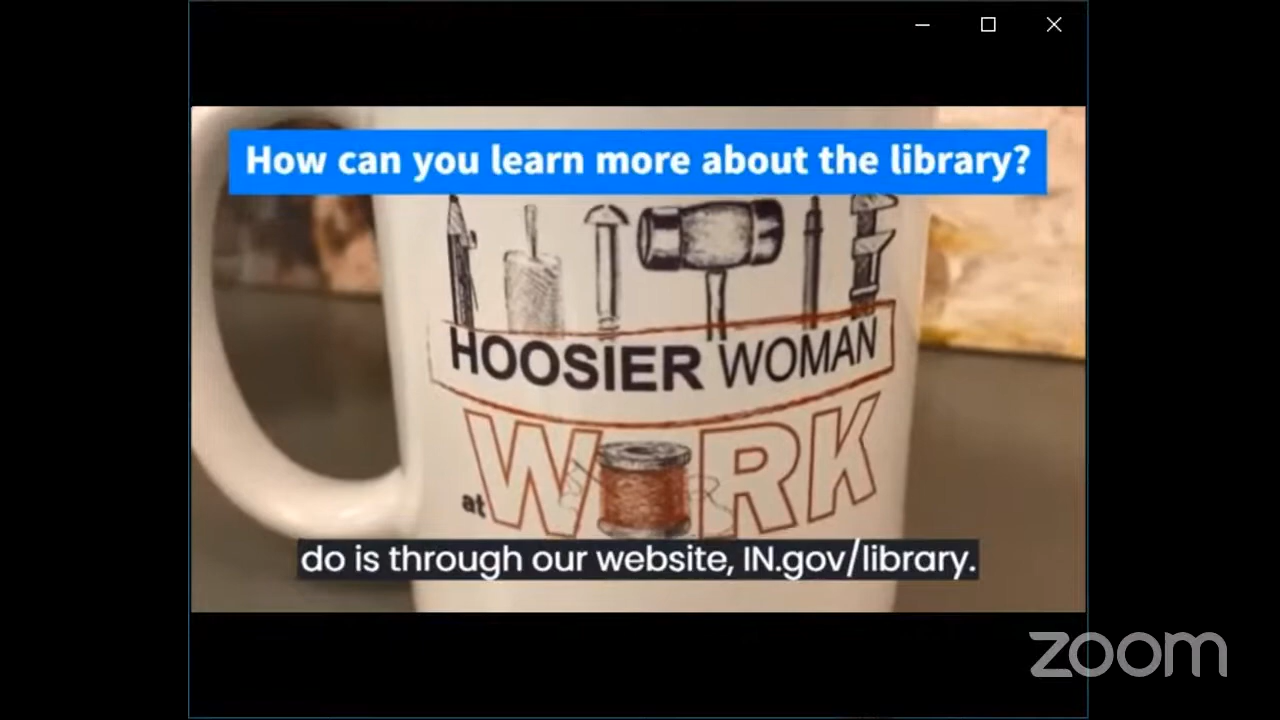 How can you learn more about the library?
HOOSIER WOMAN
at WORK
do is through our website, IN.gov/library.
zoom